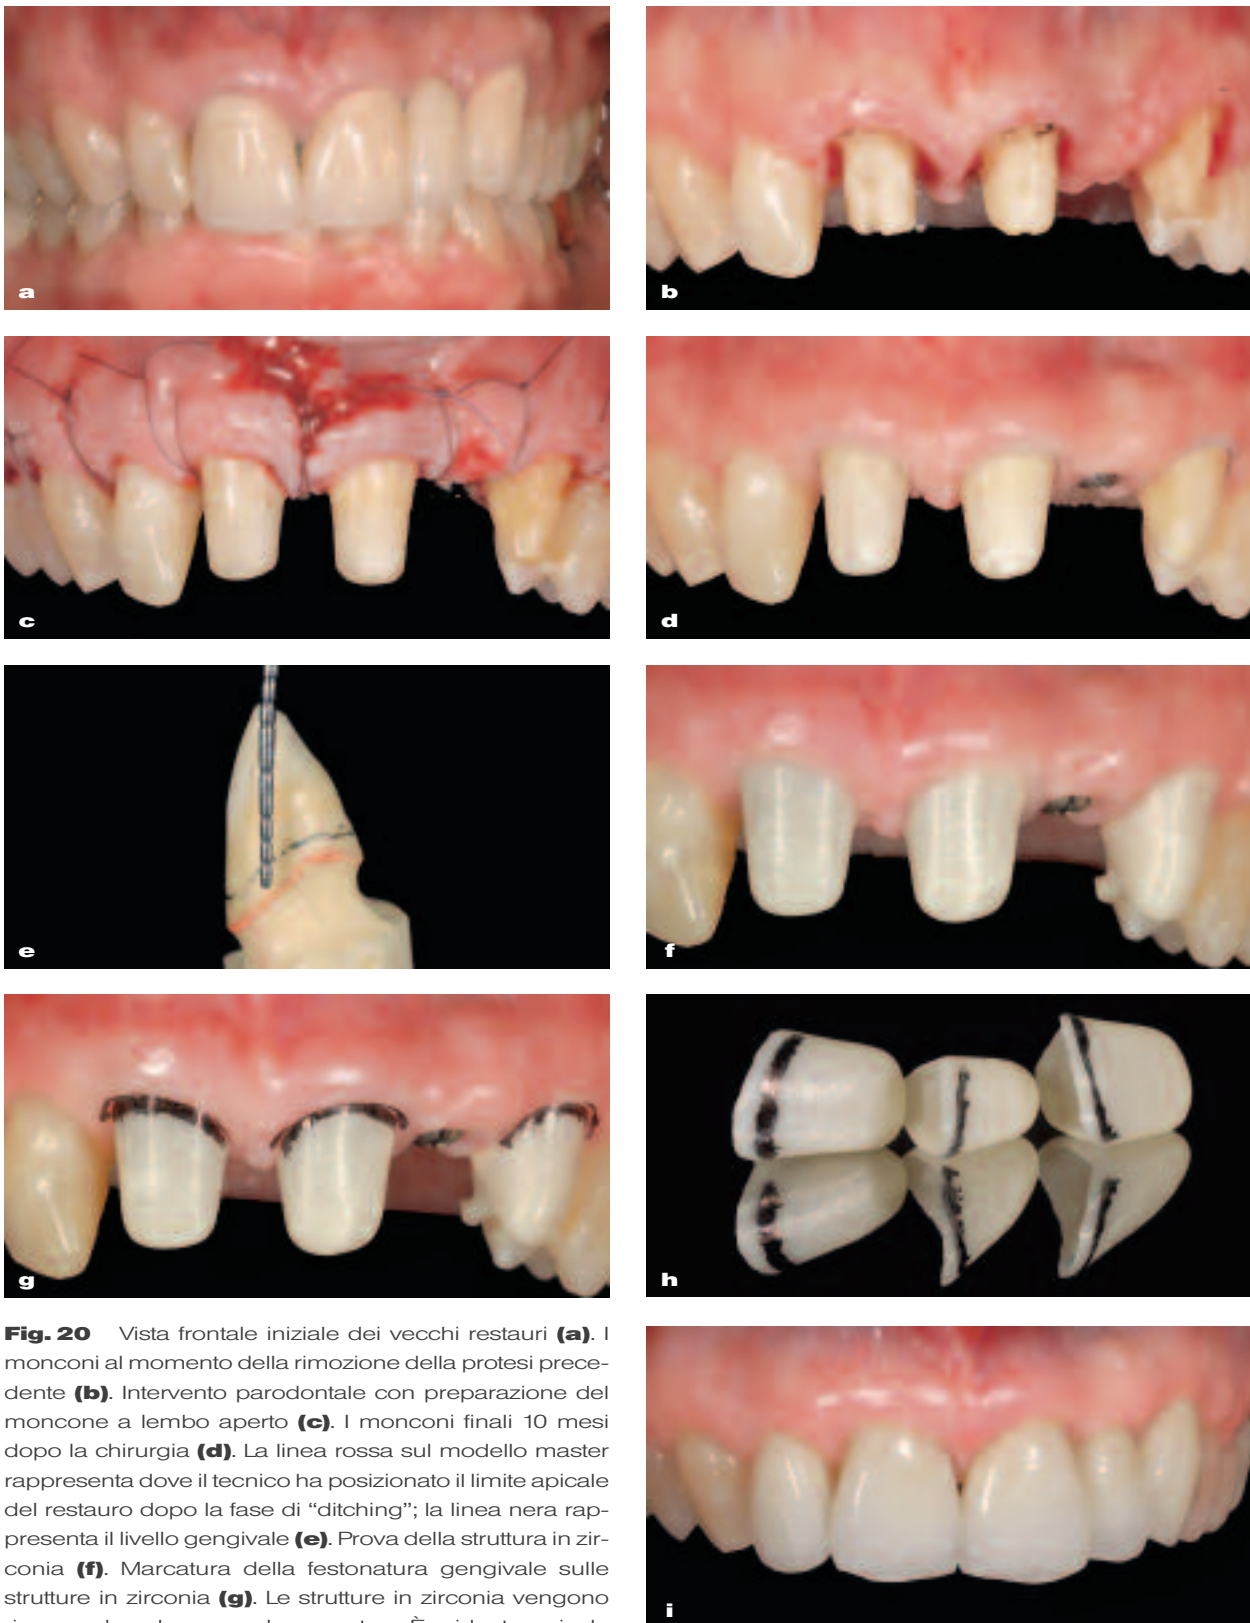 a
b
c
d
e
f
g
h
Fig. 20 Vista frontale iniziale dei vecchi restauri (a). I
monconi al momento della rimozione della protesi prece-
dente (b). Intervento parodontale con preparazione del
moncone a lembo aperto (c). I monconi finali 10 mesi
dopo la chirurgia (d). La linea rossa sul modello master
rappresenta dove il tecnico ha posizionato il limite apicale
del restauro dopo la fase di “ditching”; la linea nera rap-
presenta il livello gengivale (e). Prova della struttura in zir-
conia (f). Marcatura della festonatura gengivale sulle
strutture in zirconia (g). Le strutture in zirconia vengono
i